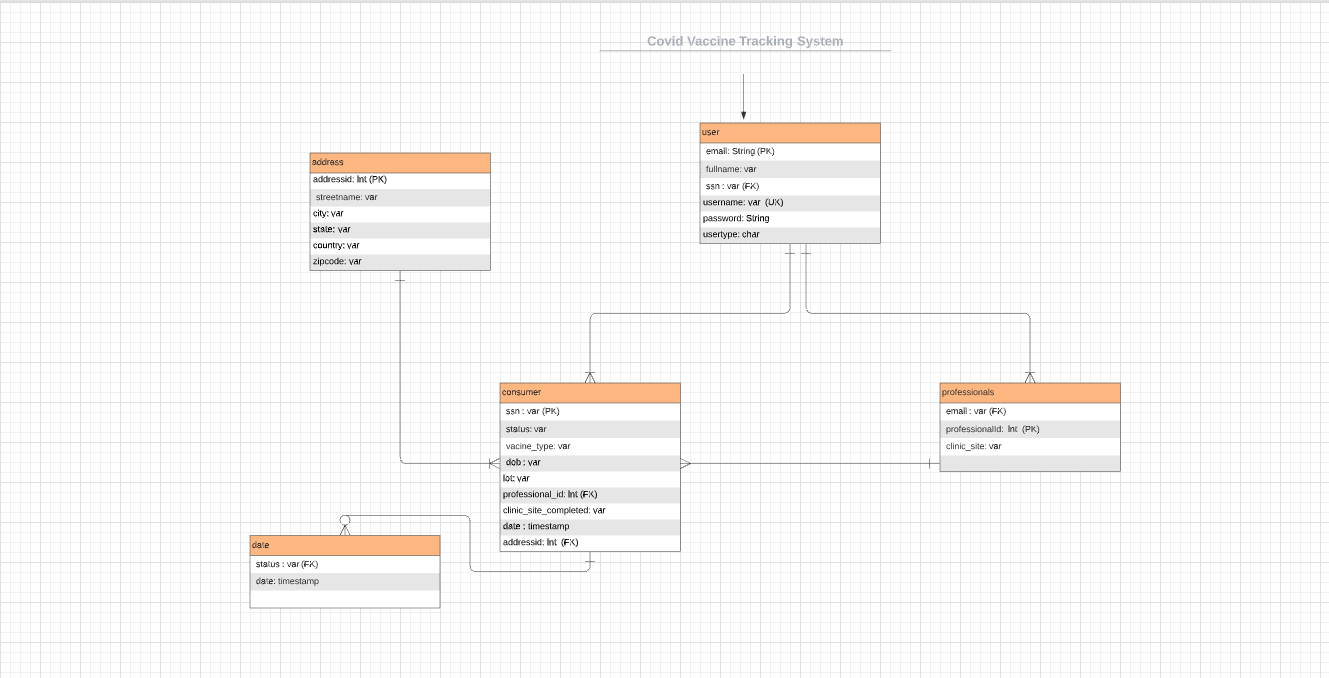 Covid Vaccine Tracking System
user
email: String (PK)
fullname: var
ssn : var (FK)
username: var (UK)
password: String
usertype: char
address
addressid: Int (PK)
streetname: var
city: var
state: var
country: var
zipcode: var
consumer
ssn : var (PK)
status: var
vacine_type: var
dob : var
lot: var
professional_id: Int (FK)
clinic_site_completed: var
date : timestamp
addressid: Int (FK)
professionals
email : var (FK)
professionalId: Int (PK)
clinic_site: var
date
status : var (FK)
date: timestamp